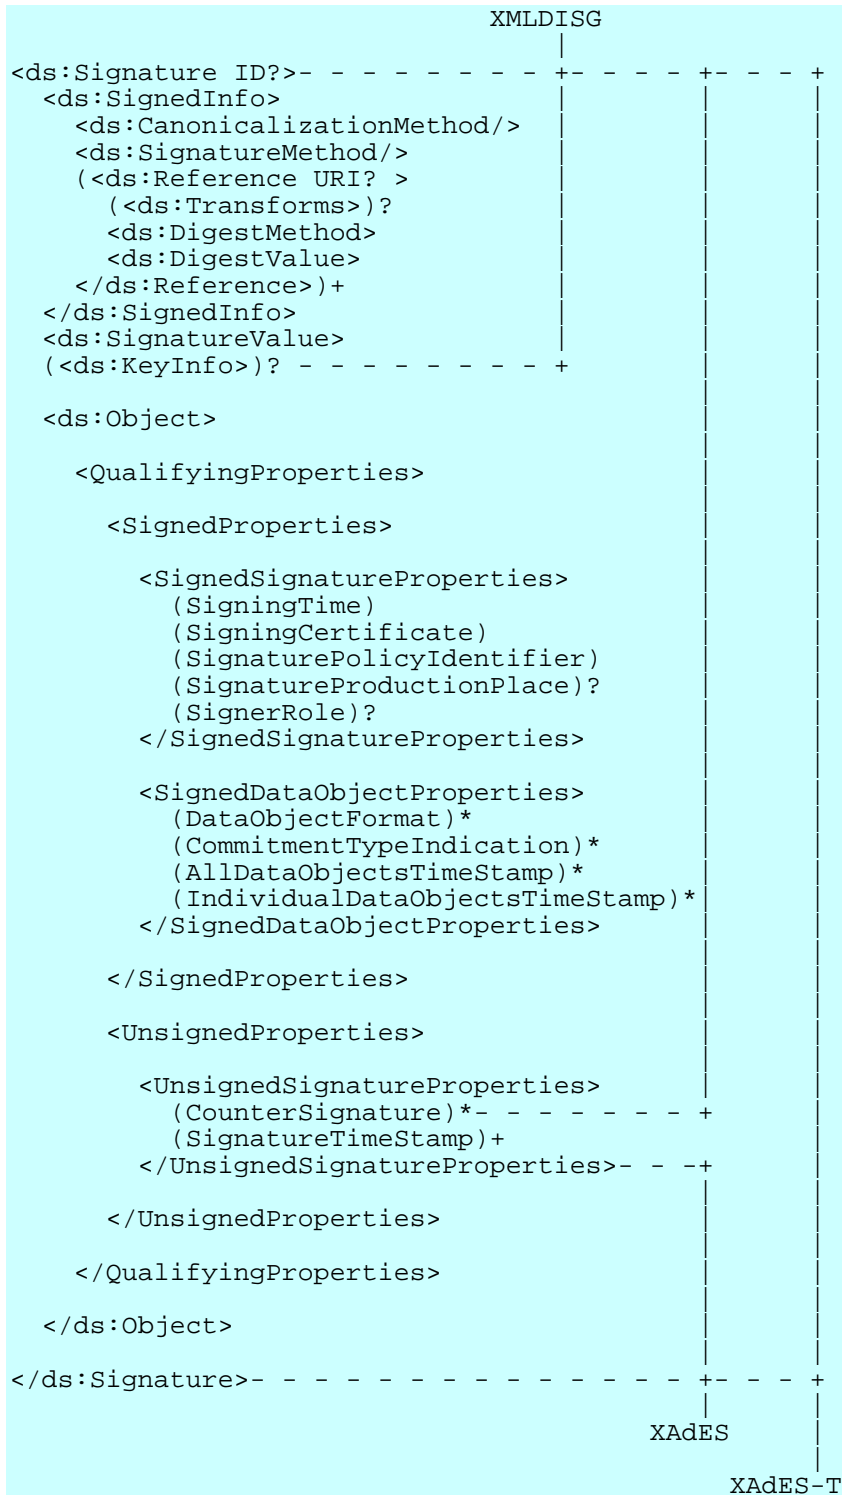 XMLDISG
|
<ds:Signature ID?>- - - - - - - - +- - - - +- - - +
  <ds:SignedInfo>                 |        |      |
    <ds:CanonicalizationMethod/>  |        |      |
    <ds:SignatureMethod/>         |        |      |
    (<ds:Reference URI? >         |        |      |
      (<ds:Transforms>)?          |        |      |
      <ds:DigestMethod>           |        |      |
      <ds:DigestValue>            |        |      |
    </ds:Reference>)+             |        |      |
  </ds:SignedInfo>                |        |      |
  <ds:SignatureValue>             |        |      |
  (<ds:KeyInfo>)? - - - - - - - - +        |      |
                                           |      |
  <ds:Object>                              |      |
                                           |      |
    <QualifyingProperties>                 |      |
                                           |      |
      <SignedProperties>                   |      |
                                           |      |
        <SignedSignatureProperties>        |      |
          (SigningTime)                    |      |
          (SigningCertificate)             |      |
          (SignaturePolicyIdentifier)      |      |
          (SignatureProductionPlace)?      |      |
          (SignerRole)?                    |      |
        </SignedSignatureProperties>       |      |
                                           |      |
        <SignedDataObjectProperties>       |      |
          (DataObjectFormat)*              |      |
          (CommitmentTypeIndication)*      |      |
          (AllDataObjectsTimeStamp)*       |      |
          (IndividualDataObjectsTimeStamp)*|      |
        </SignedDataObjectProperties>      |      |
                                           |      |
      </SignedProperties>                  |      |
                                           |      |
      <UnsignedProperties>                 |      |
                                           |      |
        <UnsignedSignatureProperties>      |      |
          (CounterSignature)*- - - - - - - +      |
          (SignatureTimeStamp)+                   |
        </UnsignedSignatureProperties>- - -+      |
                                           |      |
      </UnsignedProperties>                |      |
                                           |      |
    </QualifyingProperties>                |      |
                                           |      |
  </ds:Object>                             |      |
                                           |      |
</ds:Signature>- - - - - - - - - - - - - - +- - - +
                                           |      |
                                        XAdES     |
                                                  |
                                             XAdES-T